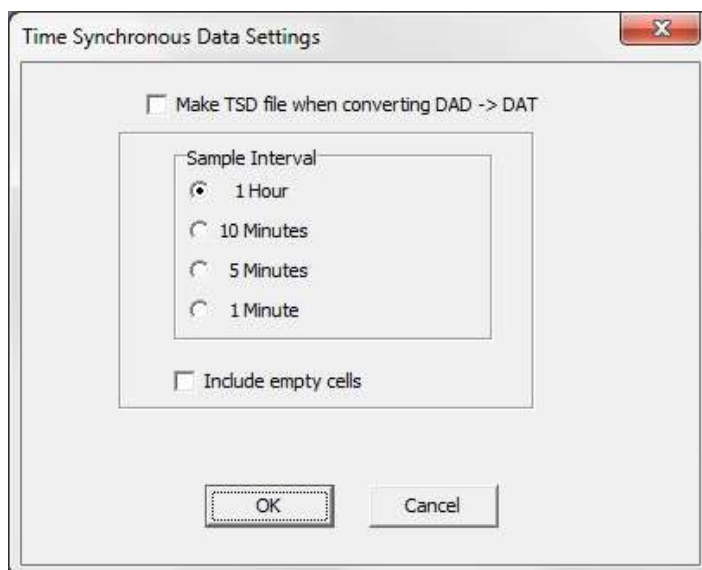 Time Synchronous Data Settings
Make TSD file when converting DAD -> DAT
Sample Interval
1 Hour
10 Minutes
5 Minutes
1 Minute
Include empty cells
OK Cancel